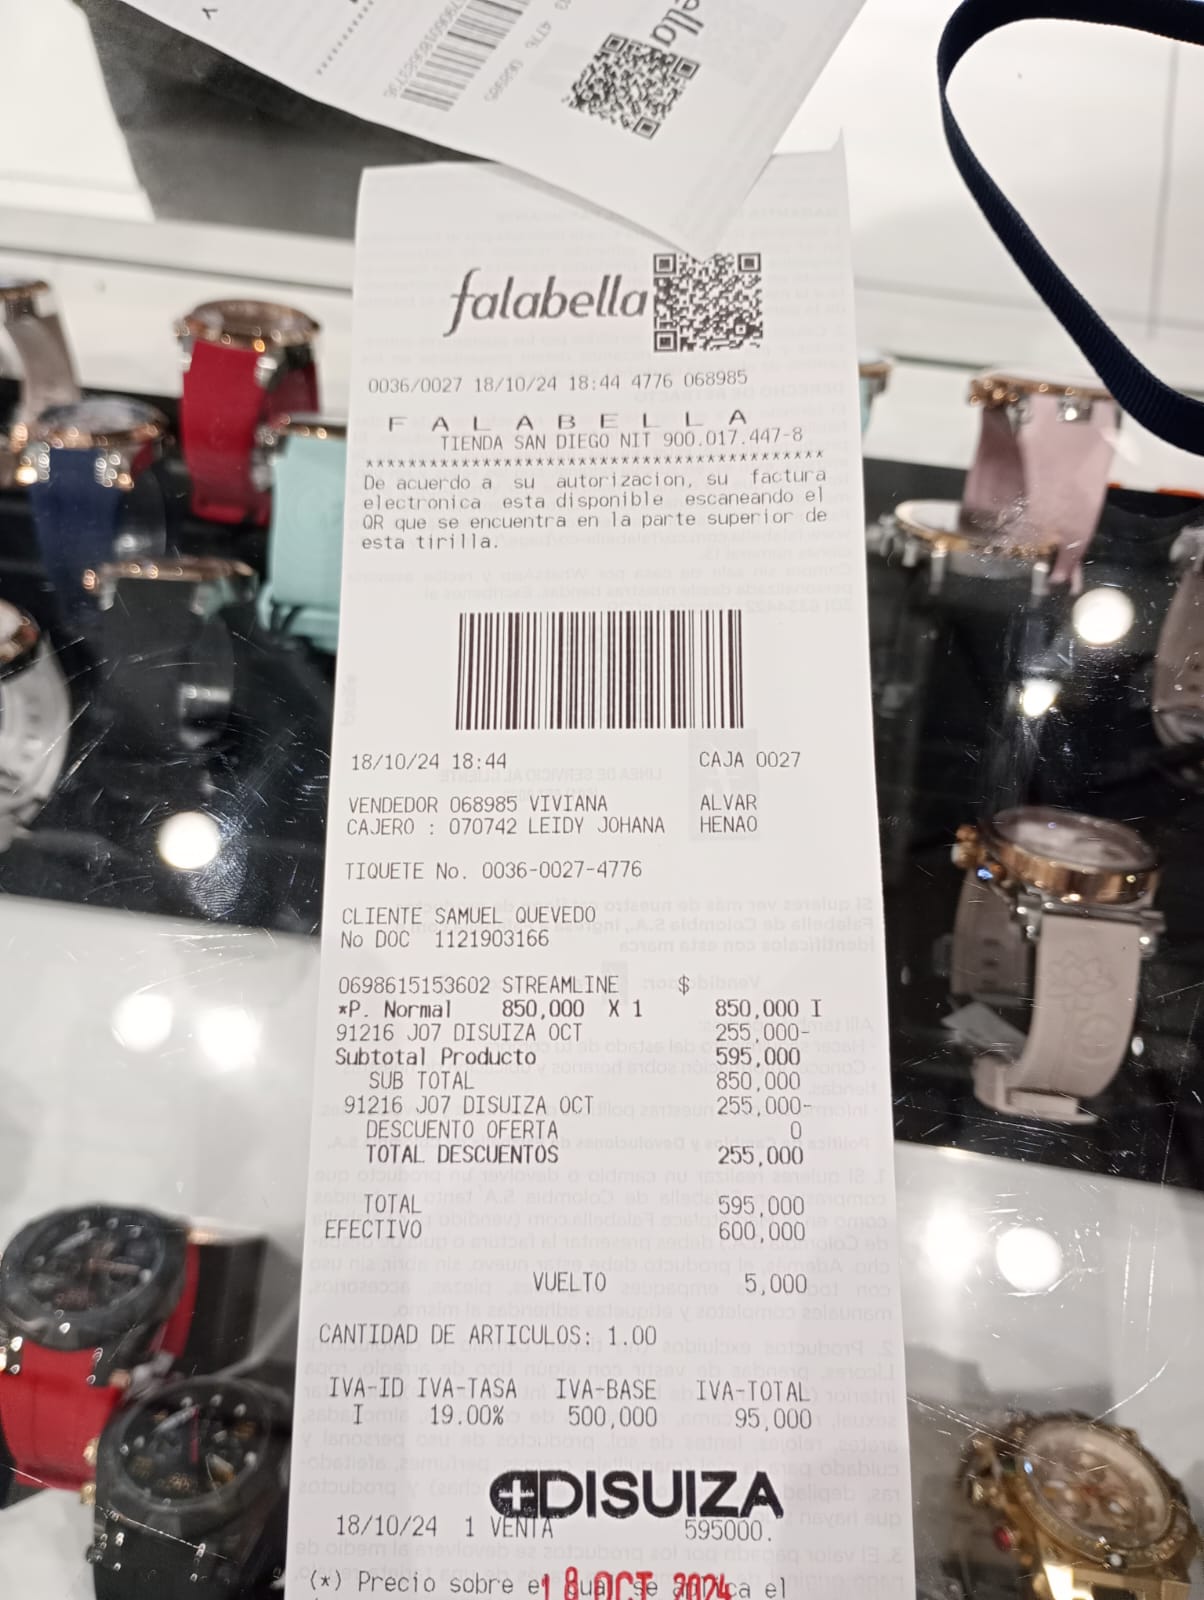 4776
falabella
0036/0027 18/10/24 18:44 4776 068985
F A L A B E L L A
TIENDA SAN DIEGO NIT 900.017.447-8
******************************************
De acuerdo a su autorizacion, su factura
electronica esta disponible escaneando el
QR que se encuentra en la parte superior de
esta tirilla.
18/10/24 18:44 CAJA 0027
VENDEDOR 068985 VIVIANA ALVAR
CAJERO : 070742 LEIDY JOHANA HENAO
TIQUETE No. 0036-0027-4776
CLIENTE SAMUEL QUEVEDO
No DOC 1121903166
0698615153602 STREAMLINE $
*P. Normal 850,000 X 1 850,000 I
91216 J07 DISUIZA OCT 255,000-
Subtotal Producto 595,000
SUB TOTAL 850,000
91216 J07 DISUIZA OCT 255,000-
DESCUENTO OFERTA 0
TOTAL DESCUENTOS 255,000
TOTAL 595,000
EFECTIVO 600,000
VUELTO 5,000
CANTIDAD DE ARTICULOS: 1.00
IVA-ID IVA-TASA IVA-BASE IVA-TOTAL
I 19.00% 500,000 95,000
DISUIZA
18/10/24 1 VENTA 595000.
(*) Precio sobre el cual se aplica el
18 OCT 2024